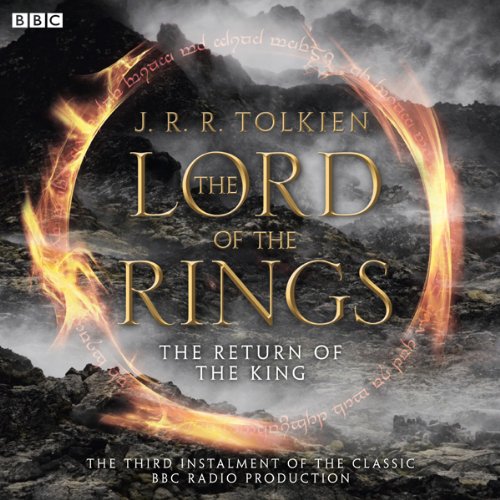 BBC
J. R. R. TOLKIEN
THE
LORD
OF THE
RINGS
THE RETURN OF
THE KING
THE THIRD INSTALMENT OF THE CLASSIC
BBC RADIO PRODUCTION